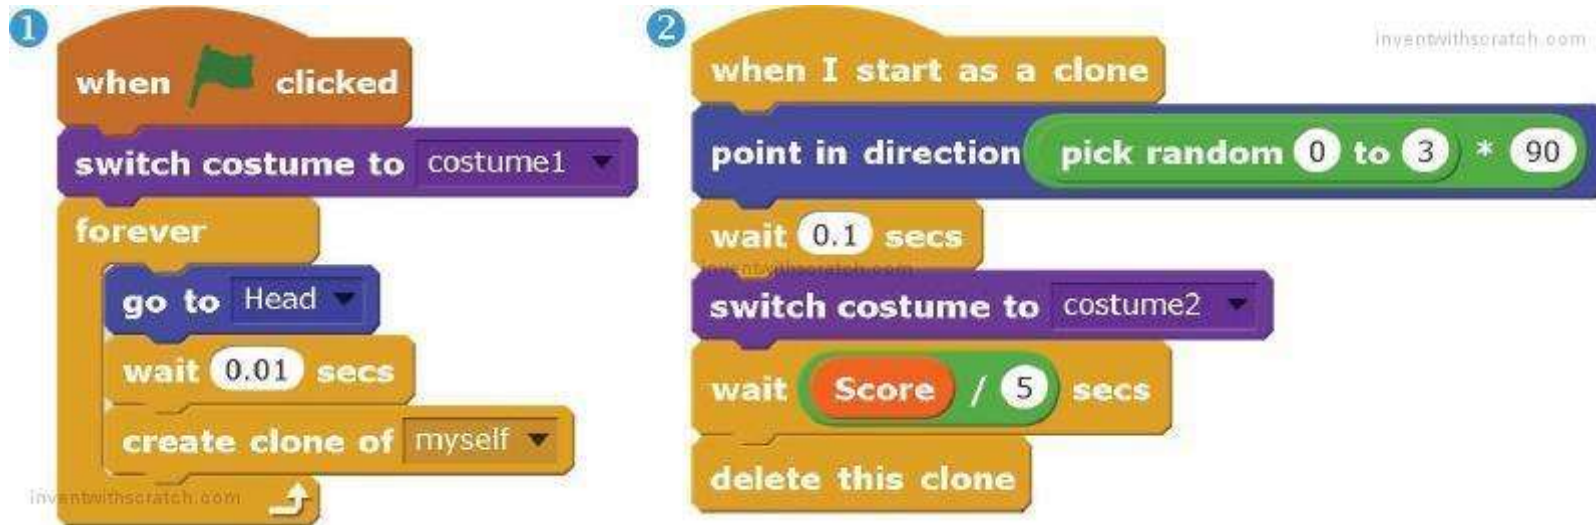 1
when clicked
switch costume to costume1
forever
go to Head
wait 0.01 secs
create clone of myself
inventwithscratch.com
2
inventwithscratch.com
when I start as a clone
point in direction pick random 0 to 3 * 90
wait 0.1 secs
inventwithscratch.com
switch costume to costume2
wait Score / 5 secs
delete this clone